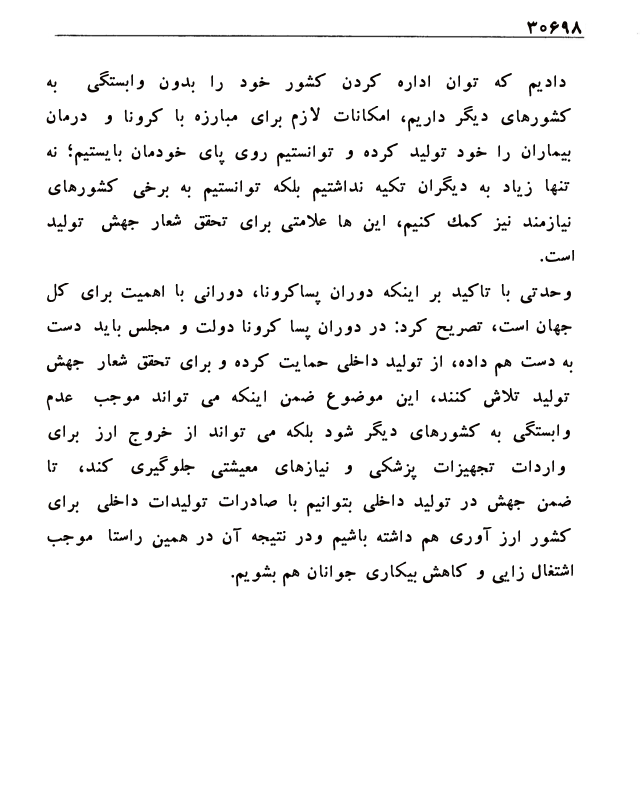 ۳۰۶۹۸
دادیم که توان اداره کردن کشور خود را بدون وابستگی به
کشورهای دیگر داریم، امکانات لازم برای مبارزه با کرونا و درمان
بیماران را خود تولید کرده و توانستیم روی پای خودمان بایستیم؛ نه
تنها زیاد به دیگران تکیه نداشتیم بلکه توانستیم به برخی کشورهای
نیازمند نیز کمك کنیم، این ها علامتی برای تحقق شعار جهش تولید
است.
وحدتی با تاکید بر اینکه دوران پساکرونا، دورانی با اهمیت برای کل
جهان است، تصریح کرد: در دوران پسا کرونا دولت و مجلس باید دست
به دست هم داده، از تولید داخلی حمایت کرده و برای تحقق شعار جهش
تولید تلاش کنند، این موضوع ضمن اینکه می تواند موجب عدم
وابستگی به کشورهای دیگر شود بلکه می تواند از خروج ارز برای
واردات تجهیزات پزشکی و نیازهای معیشتی جلوگیری کند، تا
ضمن جهش در تولید داخلی بتوانیم با صادرات تولیدات داخلی برای
کشور ارز آوری هم داشته باشیم ودر نتیجه آن در همین راستا موجب
اشتغال زایی و کاهش بیکاری جوانان هم بشویم.